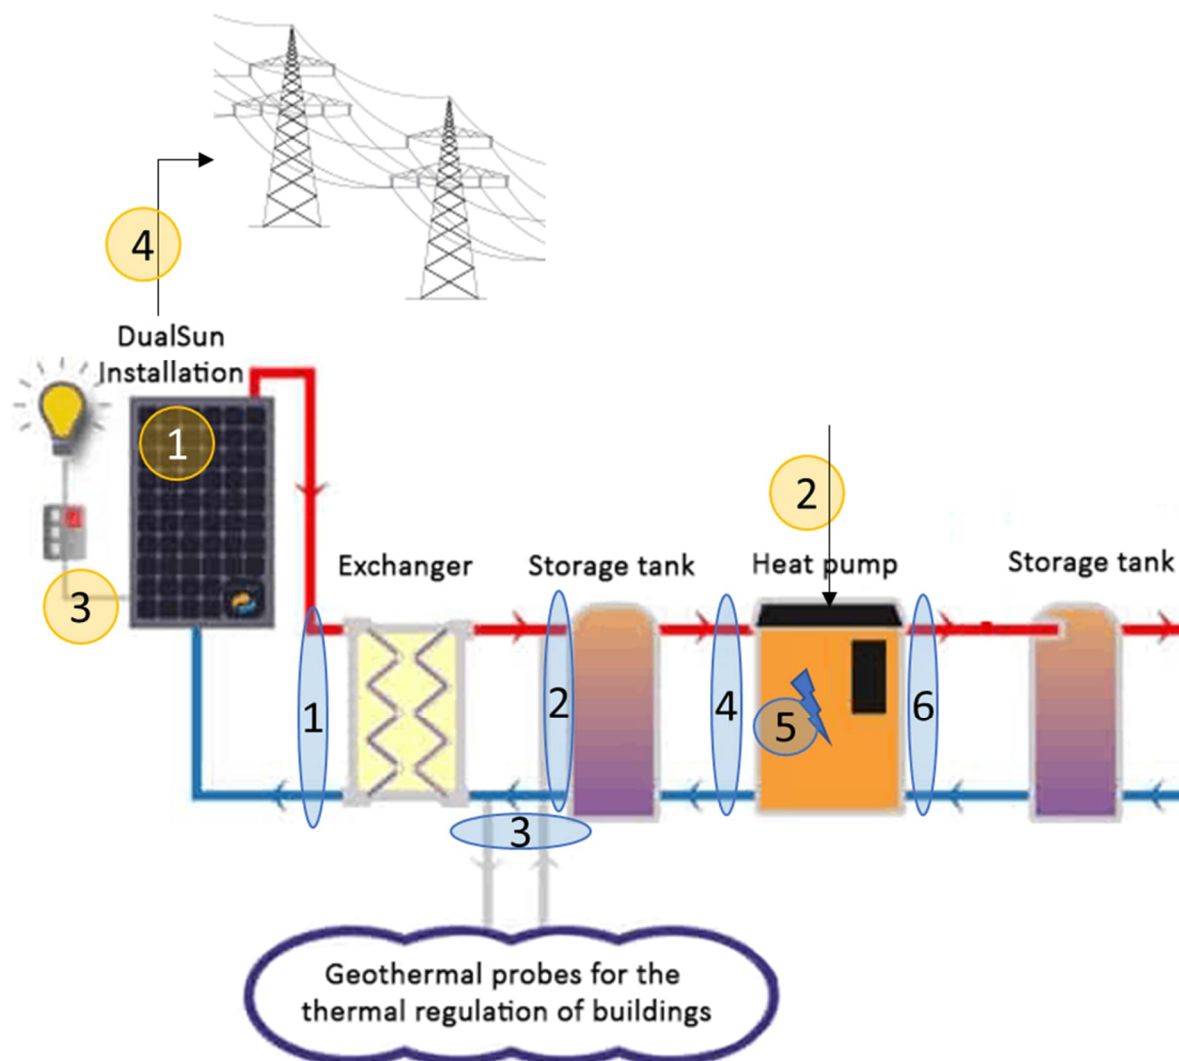 4
DualSun
Installation
1
2
3
Exchanger
Storage tank
Heat pump
Storage tank
1
2
4
5
6
3
Geothermal probes for the
thermal regulation of buildings